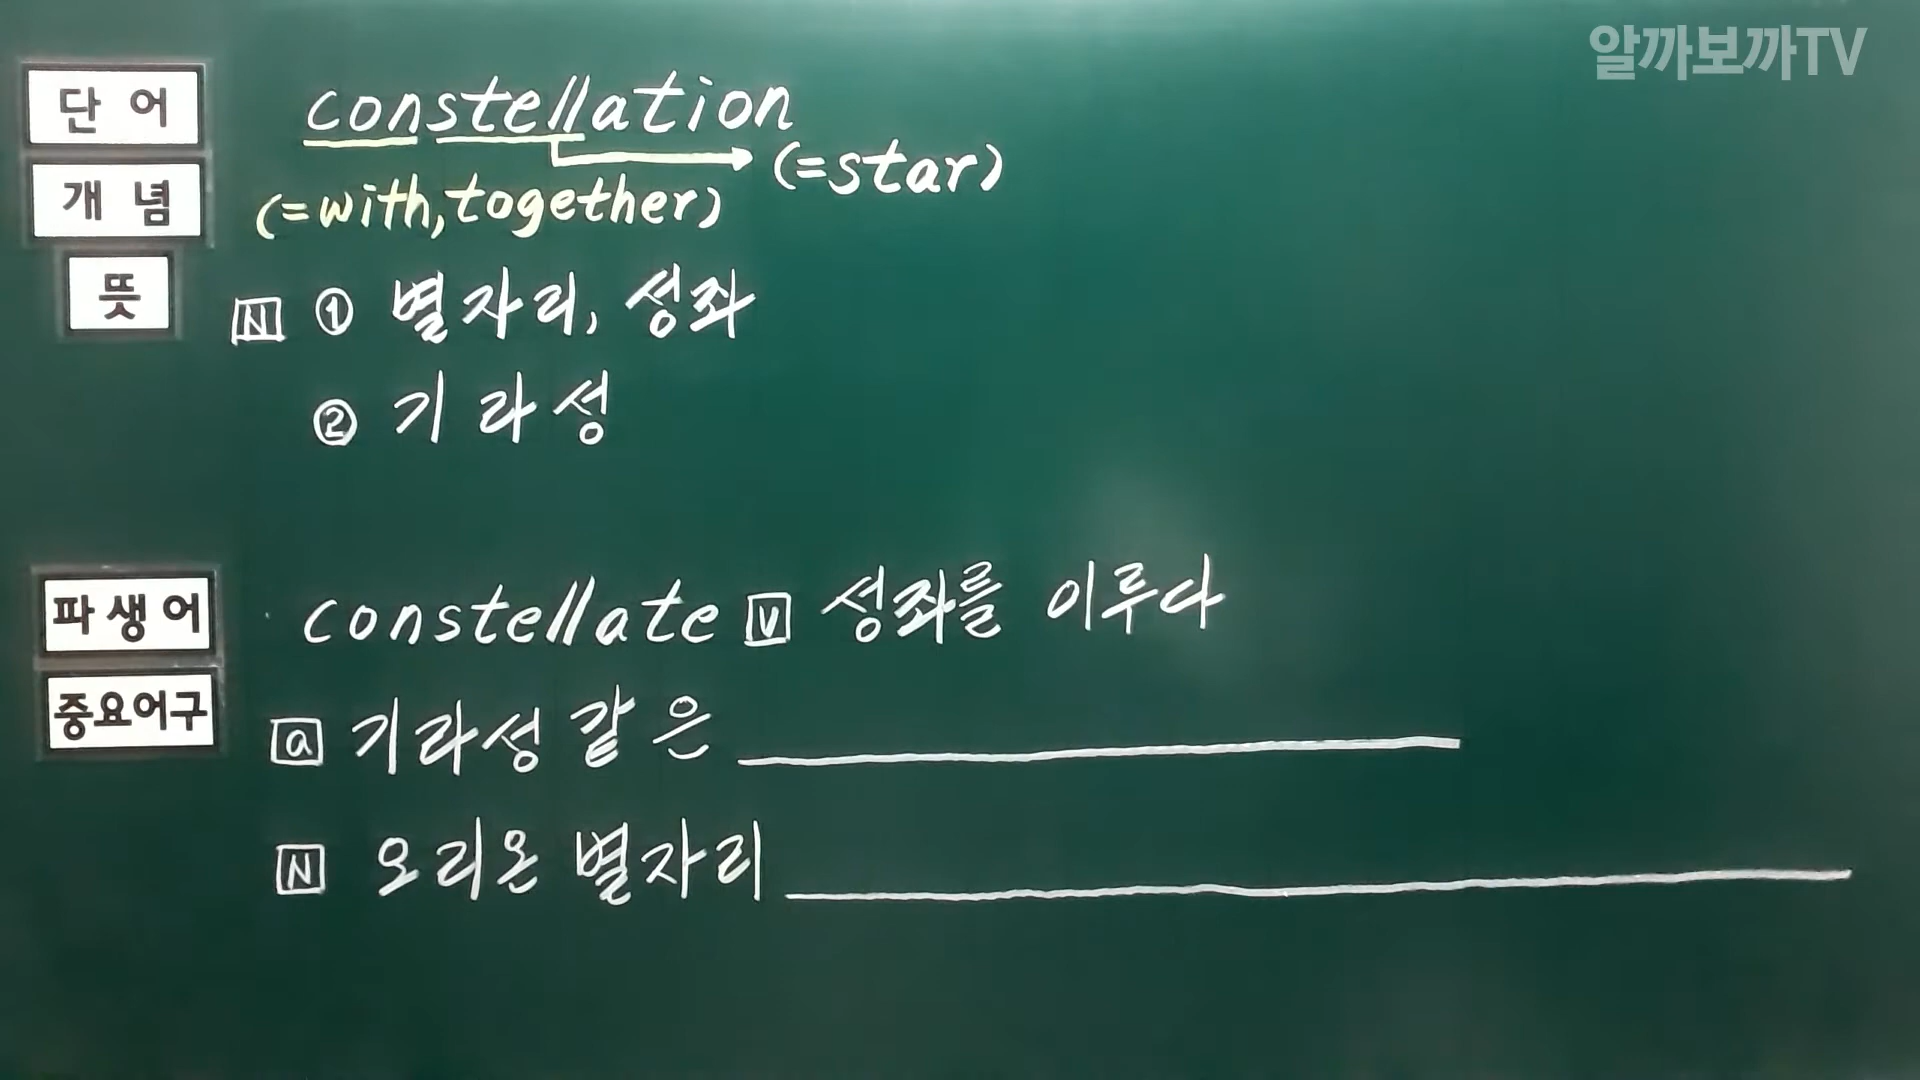 알까보까TV
단어 constellation
개념 (=with, together) (=star)
뜻 N ① 별자리, 성좌
② 기라성
파생어 constellate V 성좌를 이루다
중요어구 a 기라성 같은
N 오리온 별자리